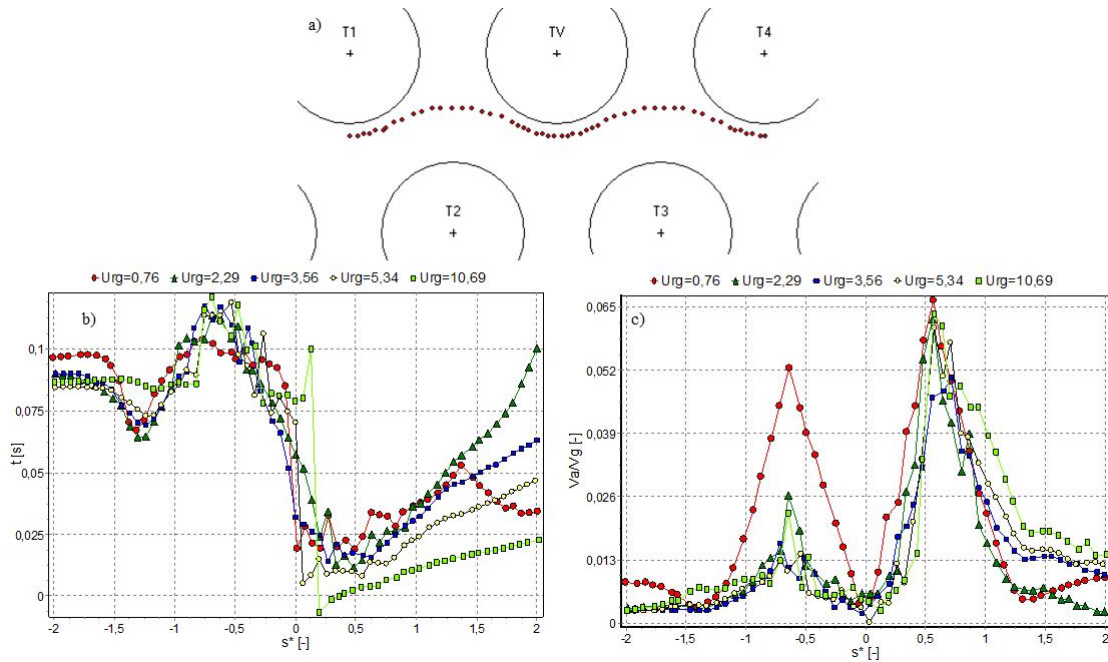 a)
T1
TV
T4
T2
T3
Urg=0,76 Urg=2,29 Urg=3,56 Urg=5,34 Urg=10,69
b)
t [s]
0,1
0,075
0,05
0,025
0
-2 -1,5 -1 -0,5 0 0,5 1 1,5 2
s* [-]
Urg=0,76 Urg=2,29 Urg=3,56 Urg=5,34 Urg=10,69
c)
Va/Vg [-]
0,065
0,052
0,039
0,026
0,013
0
-2 -1,5 -1 -0,5 0 0,5 1 1,5 2
s* [-]